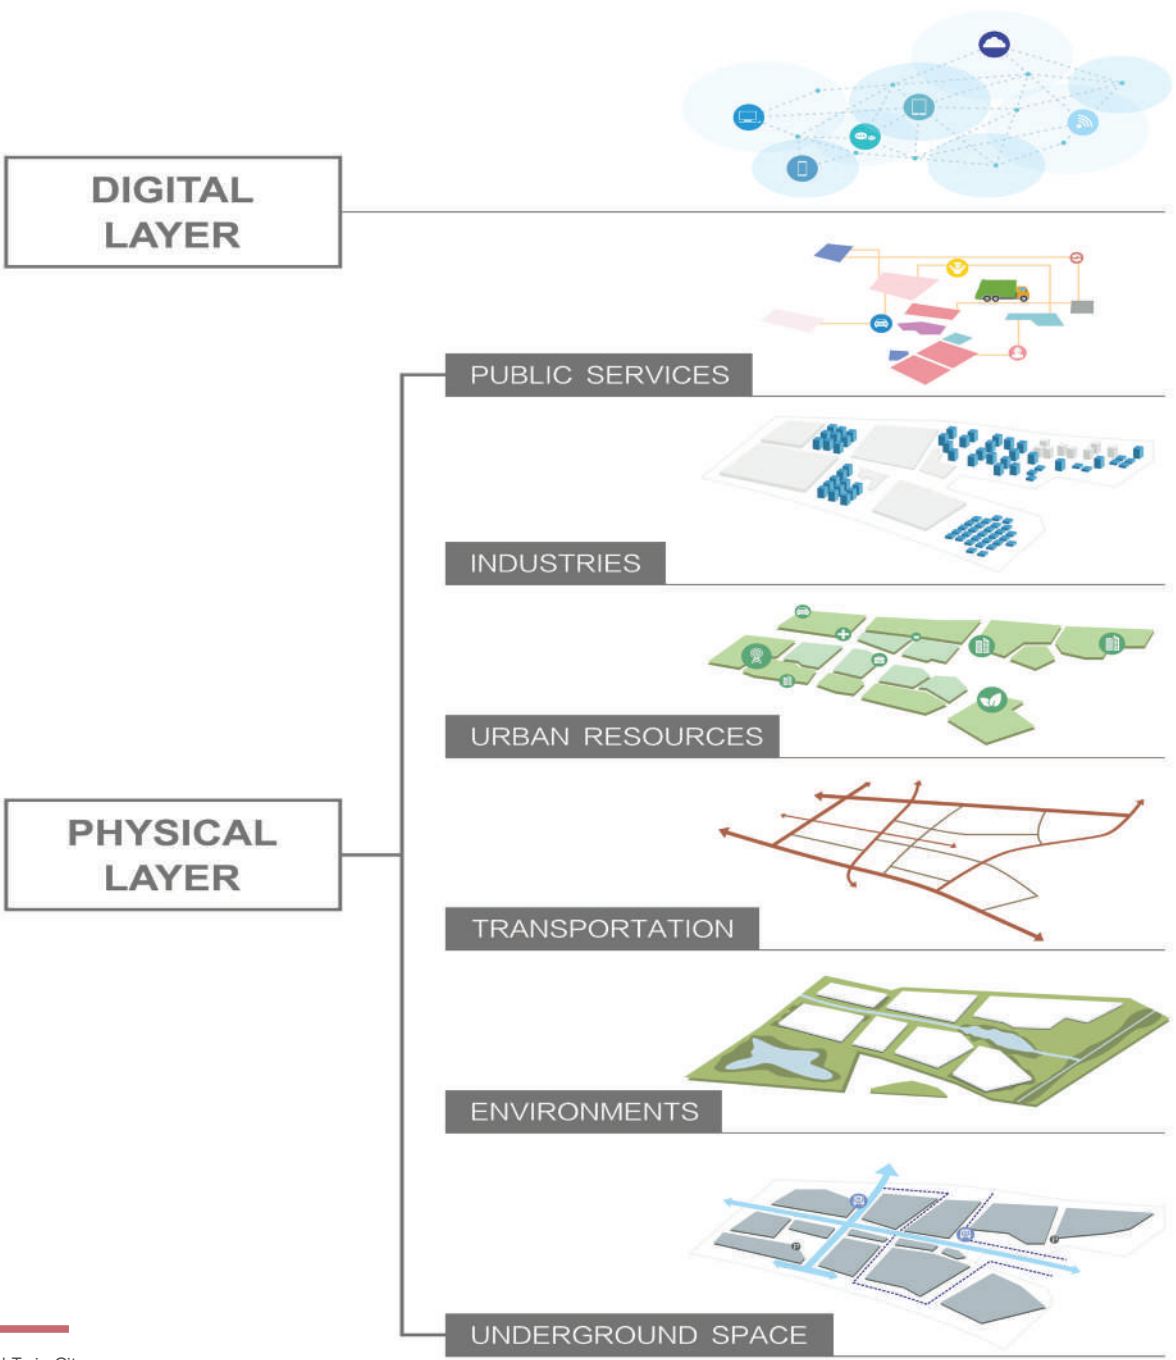 DIGITAL
LAYER
PUBLIC SERVICES
INDUSTRIES
URBAN RESOURCES
PHYSICAL
LAYER
TRANSPORTATION
ENVIRONMENTS
UNDERGROUND SPACE